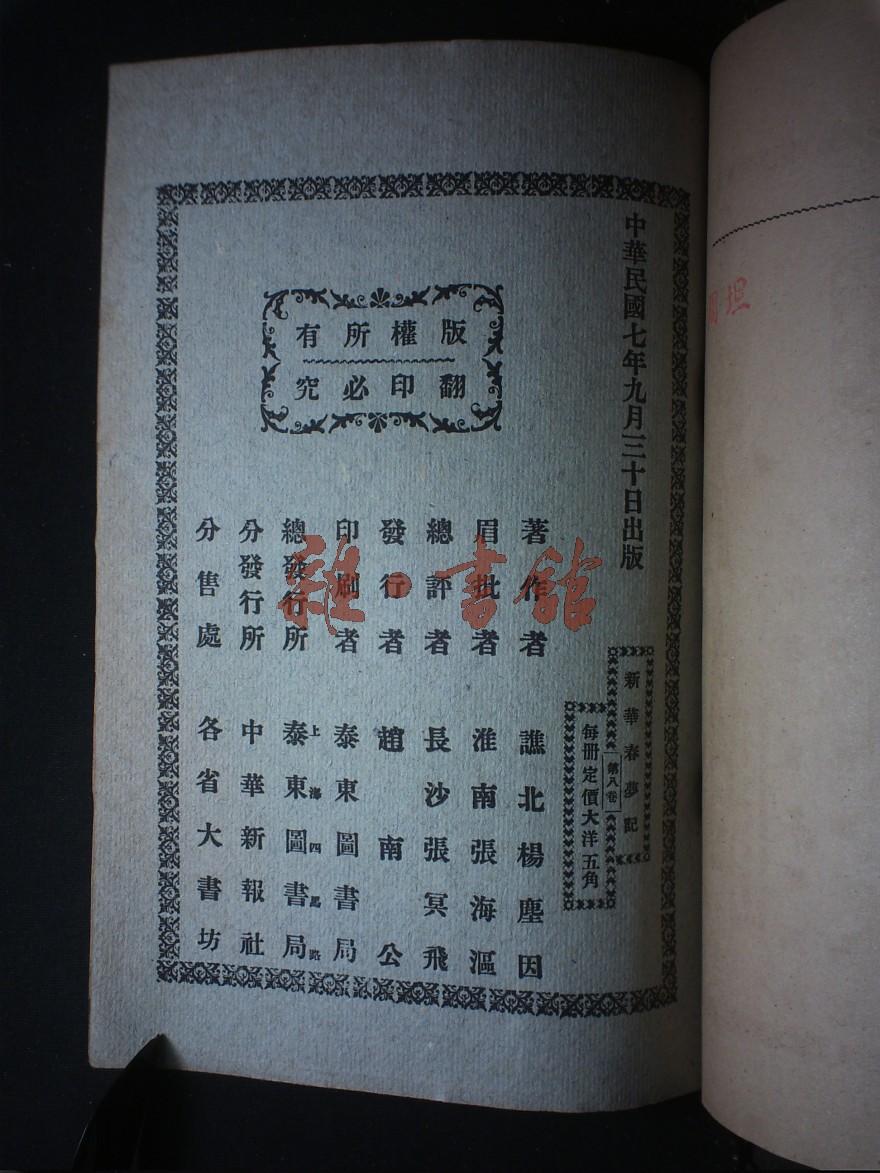 中華民國七年九月三十日出版
新華春夢記
第八卷
每冊定價大洋五角
版權所有
翻印必究
著作者 譙北楊塵因
眉批者 淮南張海漚
總評者 長沙張冥飛
發行者 趙南公
印刷者 泰東圖書局
總發行所 上海四馬路 泰東圖書局
分發行所 中華新報社
分售處 各省大書坊
雜·書館
坦